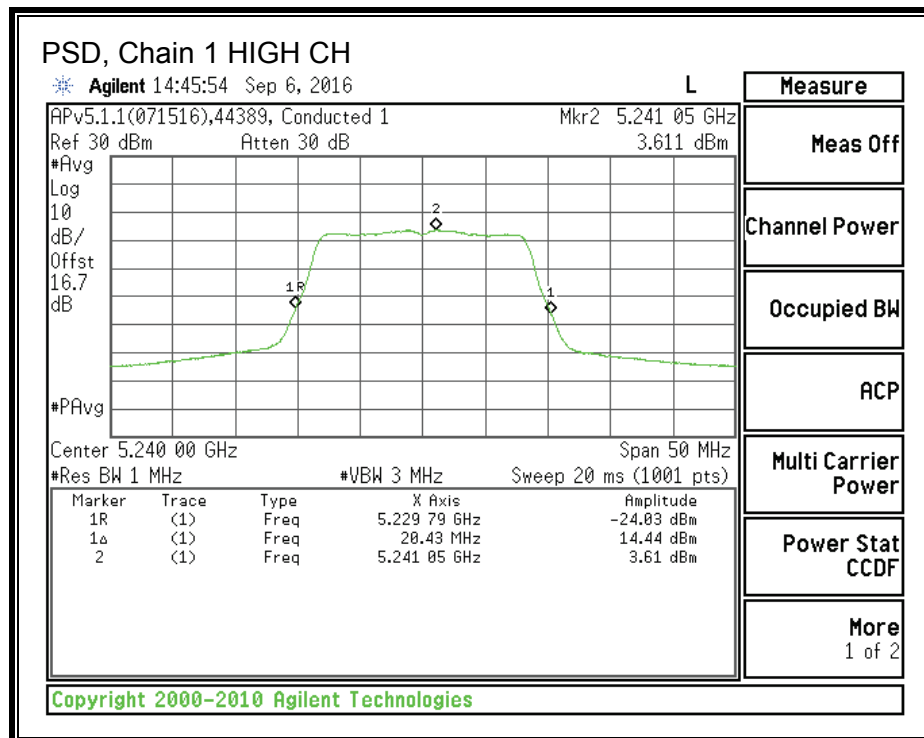 PSD, Chain 1 HIGH CH
Agilent 14:45:54 Sep 6, 2016 L
APv5.1.1(071516),44389, Conducted 1 Mkr2 5.241 05 GHz
Ref 30 dBm Atten 30 dB 3.611 dBm
#Avg
Log
10
dB/
Offst
16.7
dB
#PAvg
2
1R
1
Center 5.240 00 GHz Span 50 MHz
#Res BW 1 MHz #VBW 3 MHz Sweep 20 ms (1001 pts)
Marker Trace Type X Axis Amplitude
1R (1) Freq 5.229 79 GHz -24.03 dBm
1Δ (1) Freq 20.43 MHz 14.44 dBm
2 (1) Freq 5.241 05 GHz 3.61 dBm
Measure
Meas Off
Channel Power
Occupied BW
ACP
Multi Carrier
Power
Power Stat
CCDF
More
1 of 2
Copyright 2000-2010 Agilent Technologies